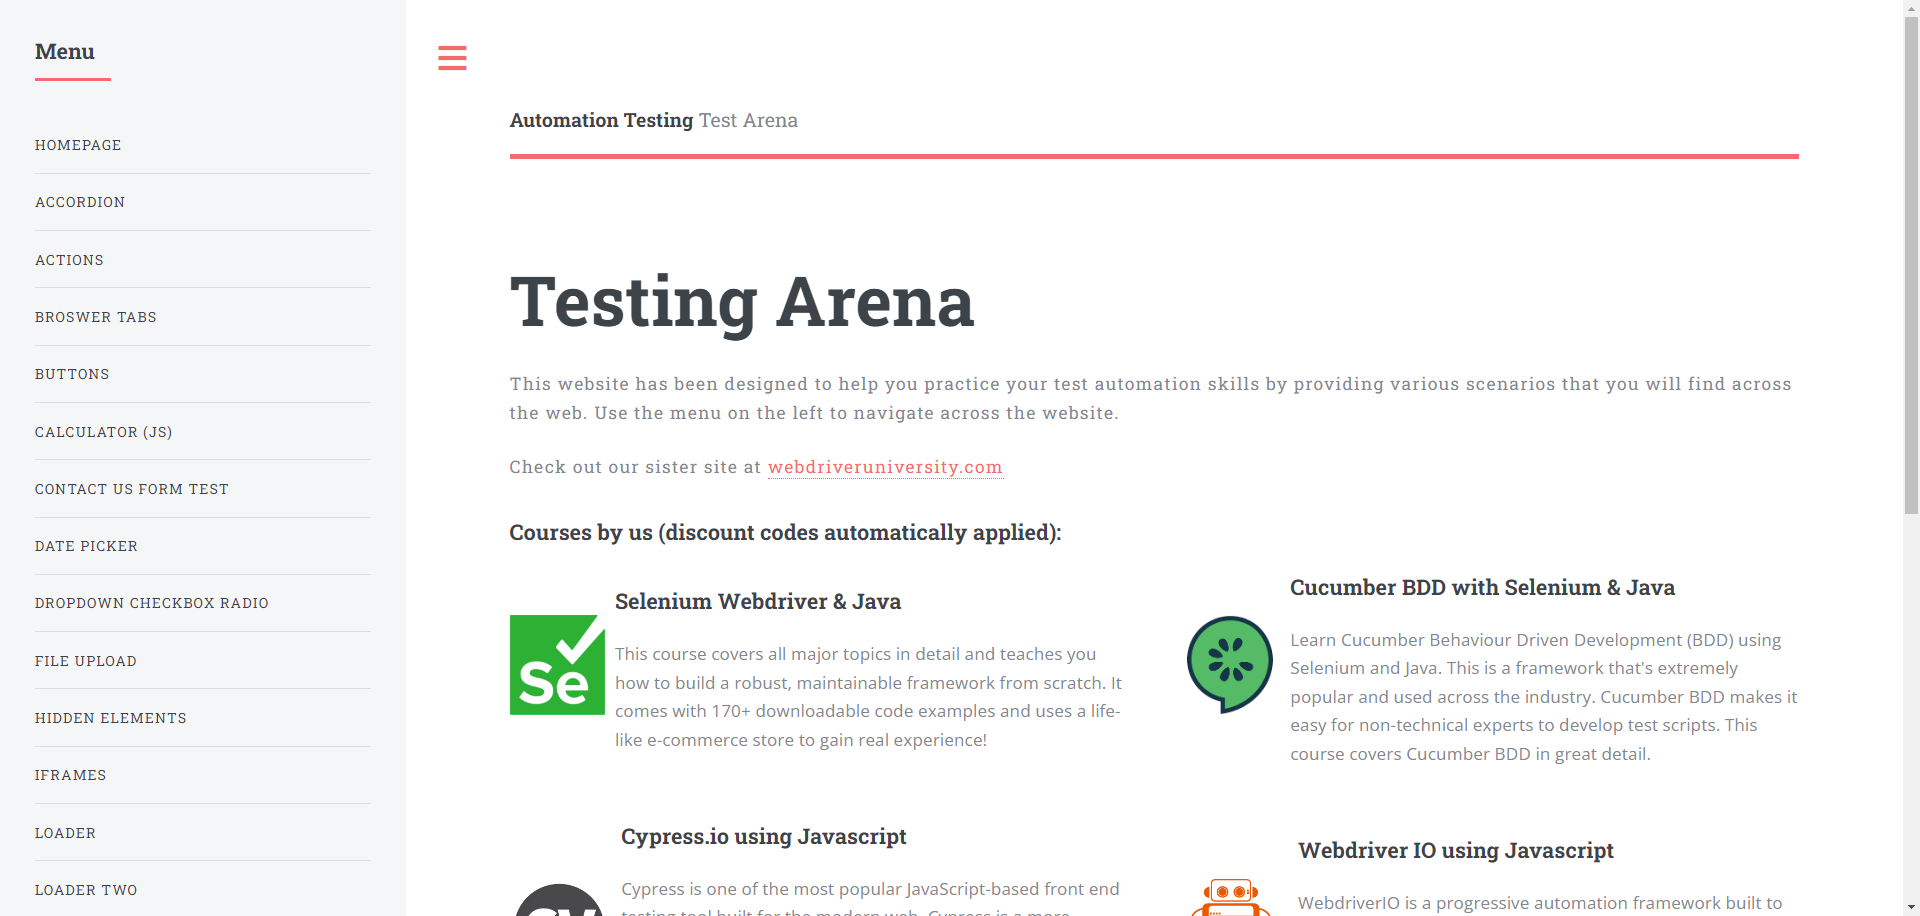 Menu
HOMEPAGE
ACCORDION
ACTIONS
BROSWER TABS
BUTTONS
CALCULATOR (JS)
CONTACT US FORM TEST
DATE PICKER
DROPDOWN CHECKBOX RADIO
FILE UPLOAD
HIDDEN ELEMENTS
IFRAMES
LOADER
LOADER TWO
Automation Testing Test Arena
Testing Arena
This website has been designed to help you practice your test automation skills by providing various scenarios that you will find across
the web. Use the menu on the left to navigate across the website.
Check out our sister site at webdriveruniversity.com
Courses by us (discount codes automatically applied):
Selenium Webdriver & Java
Se
This course covers all major topics in detail and teaches you
how to build a robust, maintainable framework from scratch. It
comes with 170+ downloadable code examples and uses a life-
like e-commerce store to gain real experience!
Cucumber BDD with Selenium & Java
Learn Cucumber Behaviour Driven Development (BDD) using
Selenium and Java. This is a framework that's extremely
popular and used across the industry. Cucumber BDD makes it
easy for non-technical experts to develop test scripts. This
course covers Cucumber BDD in great detail.
Cypress.io using Javascript
Cypress is one of the most popular JavaScript-based front end
testing tool built for the modern web. Cypress is a more
Webdriver IO using Javascript
WebdriverIO is a progressive automation framework built to